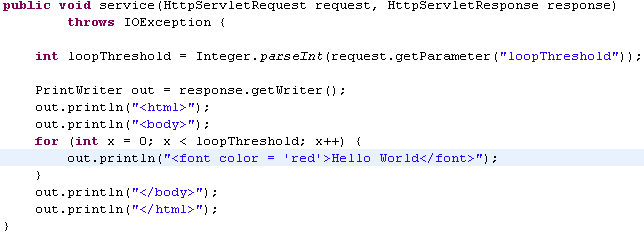 public void service(HttpServletRequest request, HttpServletResponse response)
        throws IOException {

    int loopThreshold = Integer.parseInt(request.getParameter("loopThreshold"));

    PrintWriter out = response.getWriter();
    out.println("<html>");
    out.println("<body>");
    for (int x = 0; x < loopThreshold; x++) {
        out.println("<font color = 'red'>Hello World</font>");
    }
    out.println("</body>");
    out.println("</html>");
}